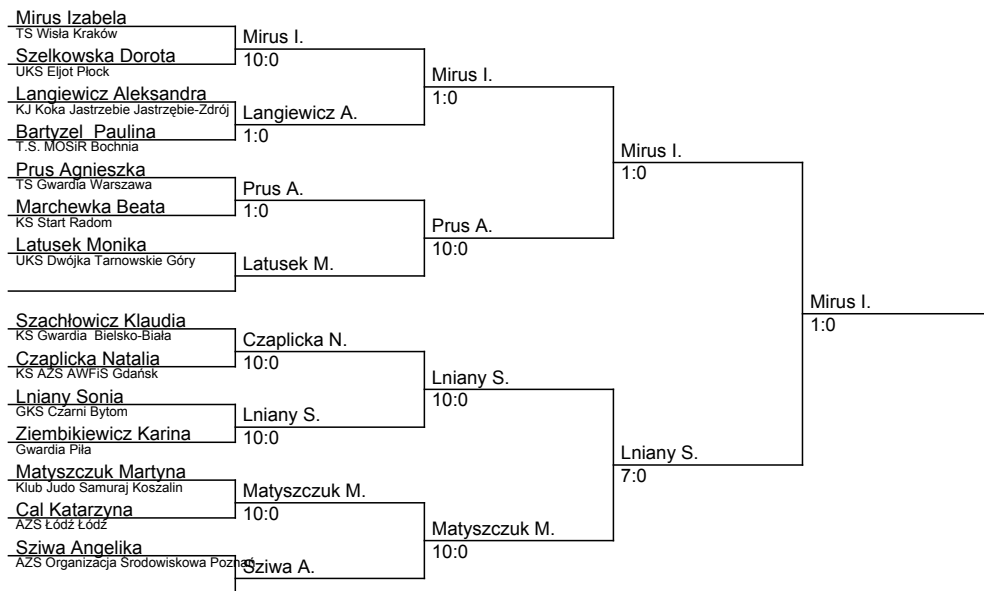 Mirus Izabela
TS Wisła Kraków
Szelkowska Dorota
UKS Eljot Płock
Langiewicz Aleksandra
KJ Koka Jastrzebie Jastrzębie-Zdrój
Bartyzel Paulina
T.S. MOSiR Bochnia
Prus Agnieszka
TS Gwardia Warszawa
Marchewka Beata
KS Start Radom
Latusek Monika
UKS Dwójka Tarnowskie Góry
Szachłowicz Klaudia
KS Gwardia Bielsko-Biała
Czaplicka Natalia
KS AZS AWFiS Gdańsk
Lniany Sonia
GKS Czarni Bytom
Ziembikiewicz Karina
Gwardia Piła
Matyszczuk Martyna
Klub Judo Samuraj Koszalin
Cal Katarzyna
AZS Łódź Łódź
Sziwa Angelika
AZS Organizacja Środowiskowa Poznań
Mirus I.
10:0
Langiewicz A.
1:0
Prus A.
1:0
Latusek M.
Czaplicka N.
10:0
Lniany S.
10:0
Matyszczuk M.
10:0
Sziwa A.
Mirus I.
1:0
Prus A.
10:0
Lniany S.
10:0
Matyszczuk M.
10:0
Mirus I.
1:0
Lniany S.
7:0
Mirus I.
1:0